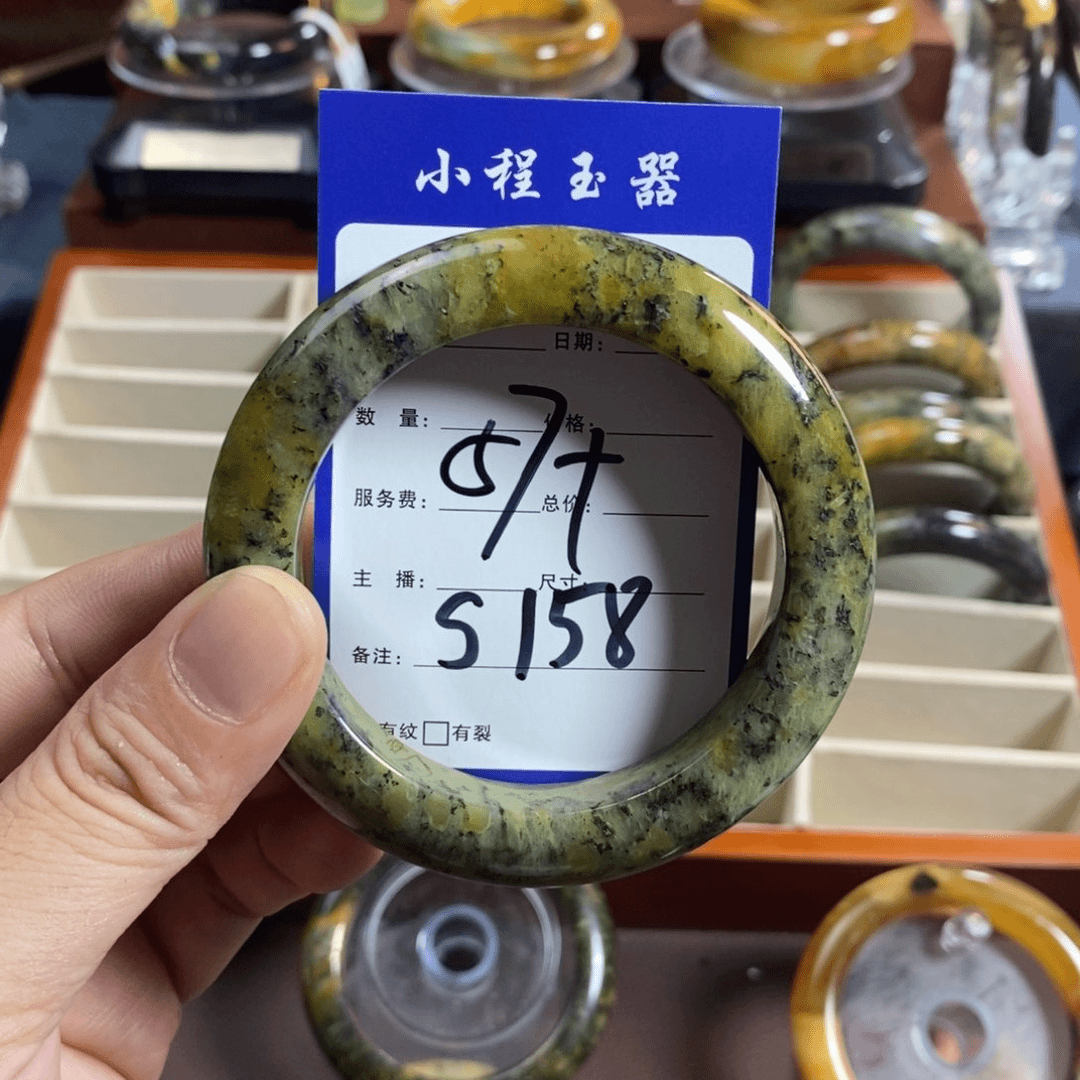 小程玉器
日期：
数 量： 价格：
57+
服务费： 总价：
主 播： 尺寸：
S158
备注：
有纹□有裂